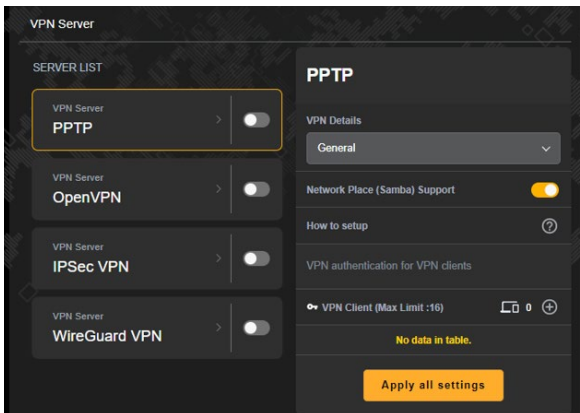 VPN Server
SERVER LIST
VPN Server
PPTP
VPN Server
OpenVPN
VPN Server
IPSec VPN
VPN Server
WireGuard VPN
PPTP
VPN Details
General
Network Place (Samba) Support
How to setup
VPN authentication for VPN clients
VPN Client (Max Limit :16) 0
No data in table.
Apply all settings